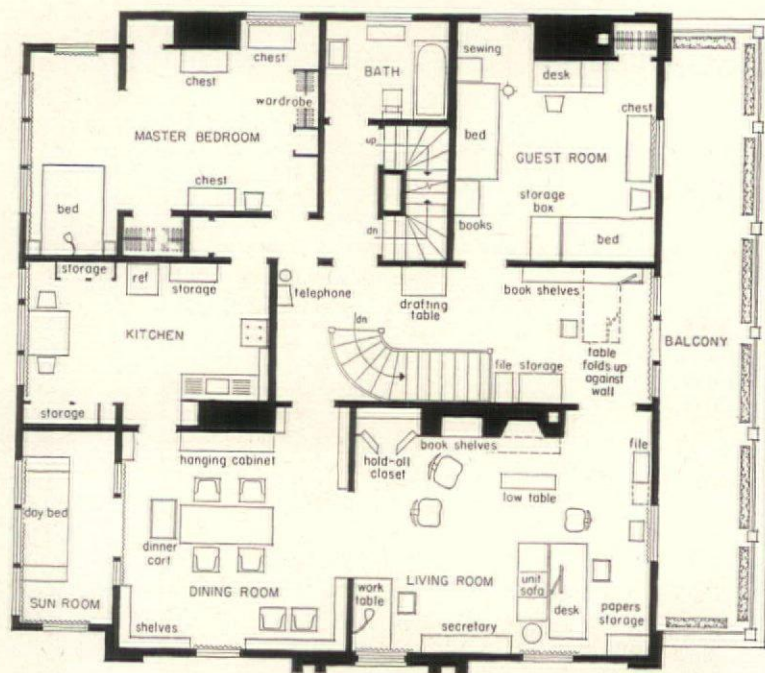 sewing
BATH
chest
desk
chest
wardrobe
chest
MASTER BEDROOM
up
bed
GUEST ROOM
chest
storage
box
bed
dn
books
bed
storage
ref
storage
telephone
drafting
table
book shelves
KITCHEN
dn
BALCONY
file
storage
table
folds up
against
wall
storage
book shelves
file
hanging cabinet
hold-all
closet
low table
day bed
dinner
cart
DINING ROOM
LIVING ROOM
unit
sofa
SUN ROOM
work
table
desk
papers
storage
shelves
secretary